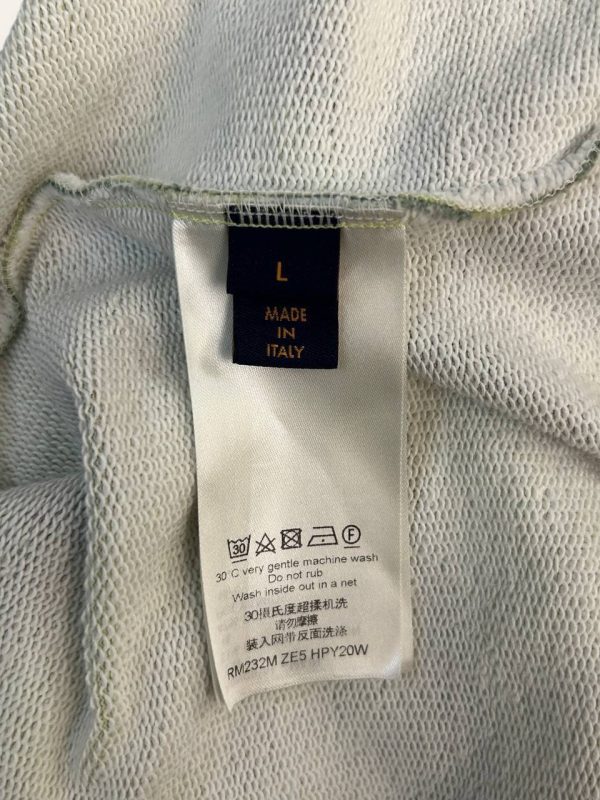 L
MADE
IN
ITALY
30
F
30°C very gentle machine wash
Do not rub
Wash inside out in a net
30摄氏度超揉机洗
请勿摩擦
装入网带反面洗涤
RM232M ZE5 HPY20W